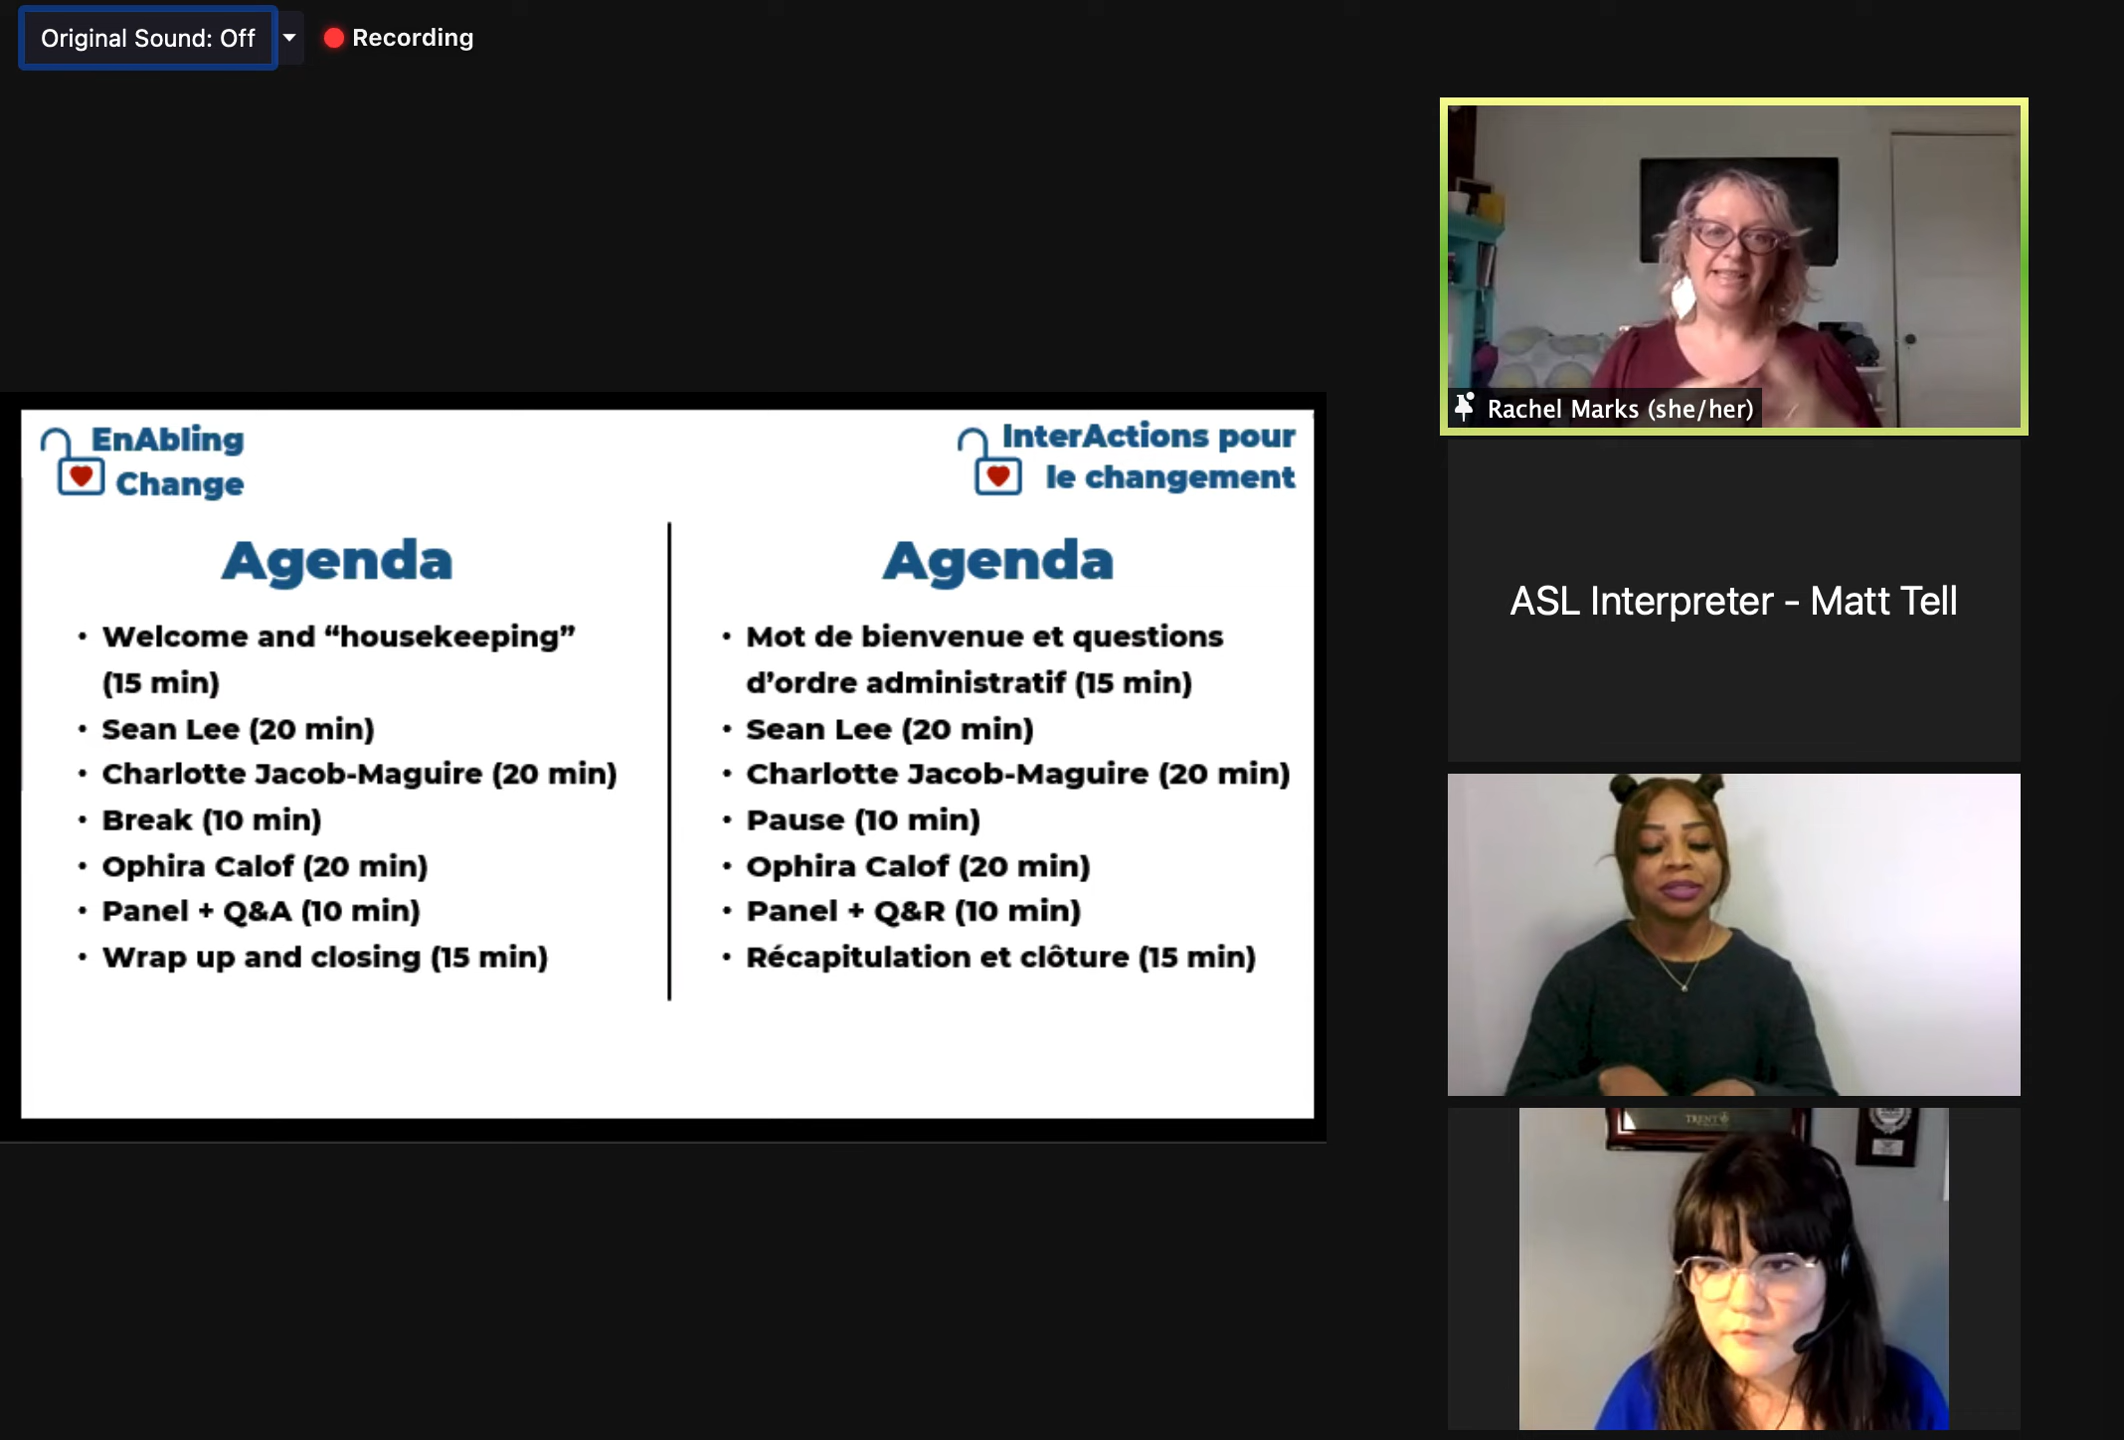 Original Sound: Off
Recording
EnAbling
Change
InterActions pour
le changement
Agenda
• Welcome and “housekeeping”
(15 min)
• Sean Lee (20 min)
• Charlotte Jacob-Maguire (20 min)
• Break (10 min)
• Ophira Calof (20 min)
• Panel + Q&A (10 min)
• Wrap up and closing (15 min)
Agenda
• Mot de bienvenue et questions
d’ordre administratif (15 min)
• Sean Lee (20 min)
• Charlotte Jacob-Maguire (20 min)
• Pause (10 min)
• Ophira Calof (20 min)
• Panel + Q&R (10 min)
• Récapitulation et clôture (15 min)
Rachel Marks (she/her)
ASL Interpreter - Matt Tell
TRENT